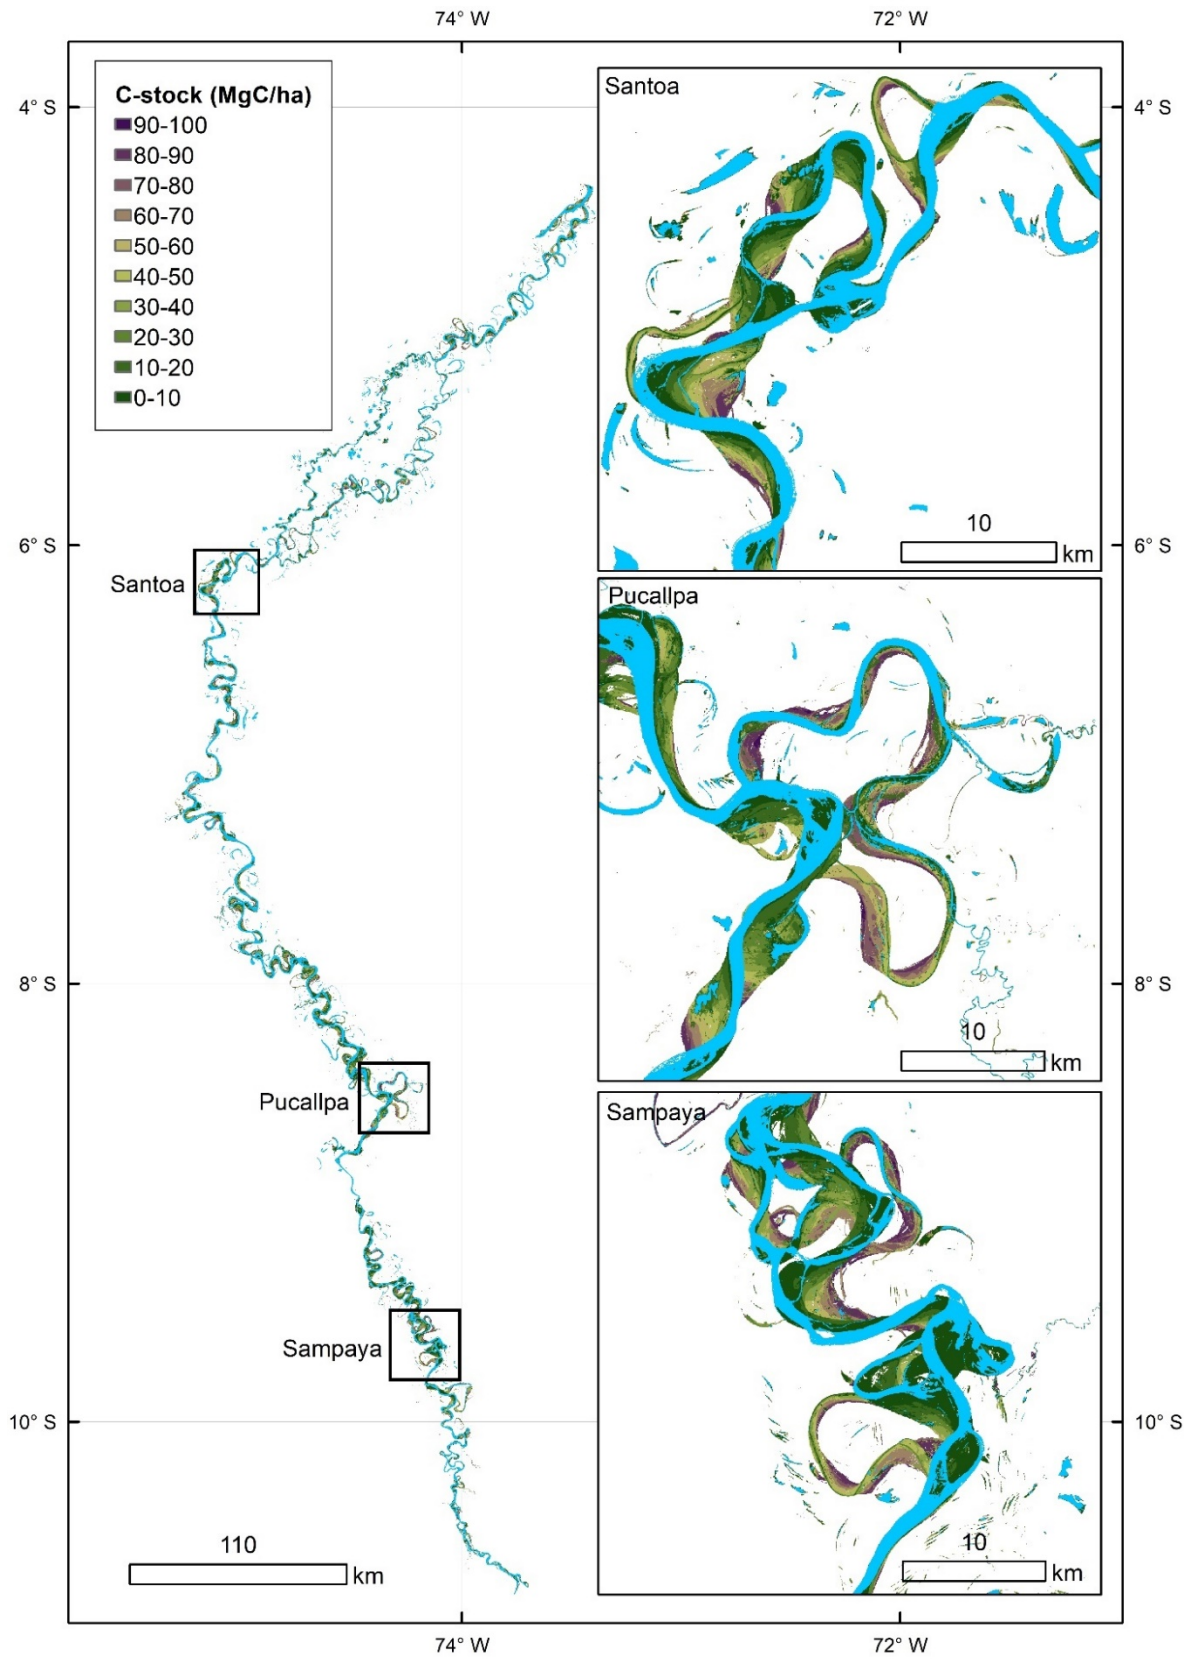 74° W
72° W
4° S
4° S
C-stock (MgC/ha)
90-100
80-90
70-80
60-70
50-60
40-50
30-40
20-30
10-20
0-10
Santoa
10
km
6° S
6° S
Santoa
Pucallpa
8° S
8° S
10
km
Pucallpa
Sampaya
Sampaya
10° S
10° S
10
km
110
km
74° W
72° W